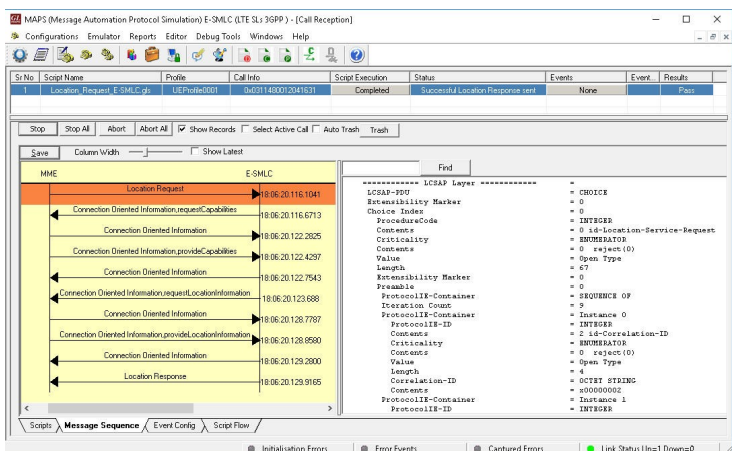 MAPS (Message Automation Protocol Simulation) E-SMLC (LTE SLs 3GPP ) - [Call Reception]
Configurations Emulator Reports Editor Debug Tools Windows Help
Sr No Script Name Profile Call Info Script Execution Status Events Event... Results
1 Location_Request_E-SMLC.gls UEProfile0001 0x0311480012041631 Completed Successful Location Response sent None Pass
Stop Stop All Abort Abort All Show Records Select Active Call Auto Trash Trash
Save Column Width Show Latest
Find
MME E-SMLC
Location Request
18:06:20.116.1041
Connection Oriented Information,requestCapabilities
18:06:20.116.6713
Connection Oriented Information
18:06:20.122.2825
Connection Oriented Information,provideCapabilities
18:06:20.122.4297
Connection Oriented Information
18:06:20.122.7543
Connection Oriented Information,requestLocationInformation
18:06:20.123.688
Connection Oriented Information
18:06:20.128.7787
Connection Oriented Information,provideLocationInformation
18:06:20.128.8580
Connection Oriented Information
18:06:20.129.2800
Location Response
18:06:20.129.9165
============ LCSAP Layer ============ =
LCSAP-PDU = CHOICE
Extensibility Marker = 0
Choice Index = 0
ProcedureCode = INTEGER
Contents = 0 id-Location-Service-Request
Criticality = ENUMERATOR
Contents = 0 reject(0)
Value = Open Type
Length = 67
Extensibility Marker = 0
Preamble = 0
ProtocolIE-Container = SEQUENCE OF
Iteration Count = 9
ProtocolIE-Container = Instance 0
ProtocolIE-ID = INTEGER
Contents = 2 id-Correlation-ID
Criticality = ENUMERATOR
Contents = 0 reject(0)
Value = Open Type
Length = 4
Correlation-ID = OCTET STRING
Contents = x00000002
ProtocolIE-Container = Instance 1
ProtocolIE-ID = INTEGER
Scripts Message Sequence Event Config Script Flow
Initialisation Errors Error Events Captured Errors Link Status Up=1 Down=0